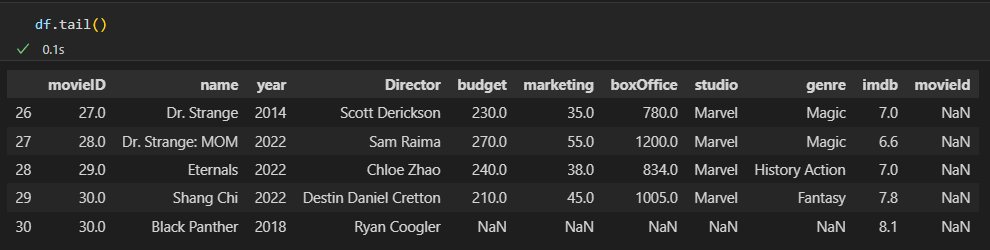 df.tail()
0.1s
movieID name year Director budget marketing boxOffice studio genre imdb movieId
26 27.0 Dr. Strange 2014 Scott Derickson 230.0 35.0 780.0 Marvel Magic 7.0 NaN
27 28.0 Dr. Strange: MOM 2022 Sam Raima 270.0 55.0 1200.0 Marvel Magic 6.6 NaN
28 29.0 Eternals 2022 Chloe Zhao 240.0 38.0 834.0 Marvel History Action 7.0 NaN
29 30.0 Shang Chi 2022 Destin Daniel Cretton 210.0 45.0 1005.0 Marvel Fantasy 7.8 NaN
30 30.0 Black Panther 2018 Ryan Coogler NaN NaN NaN NaN NaN 8.1 NaN